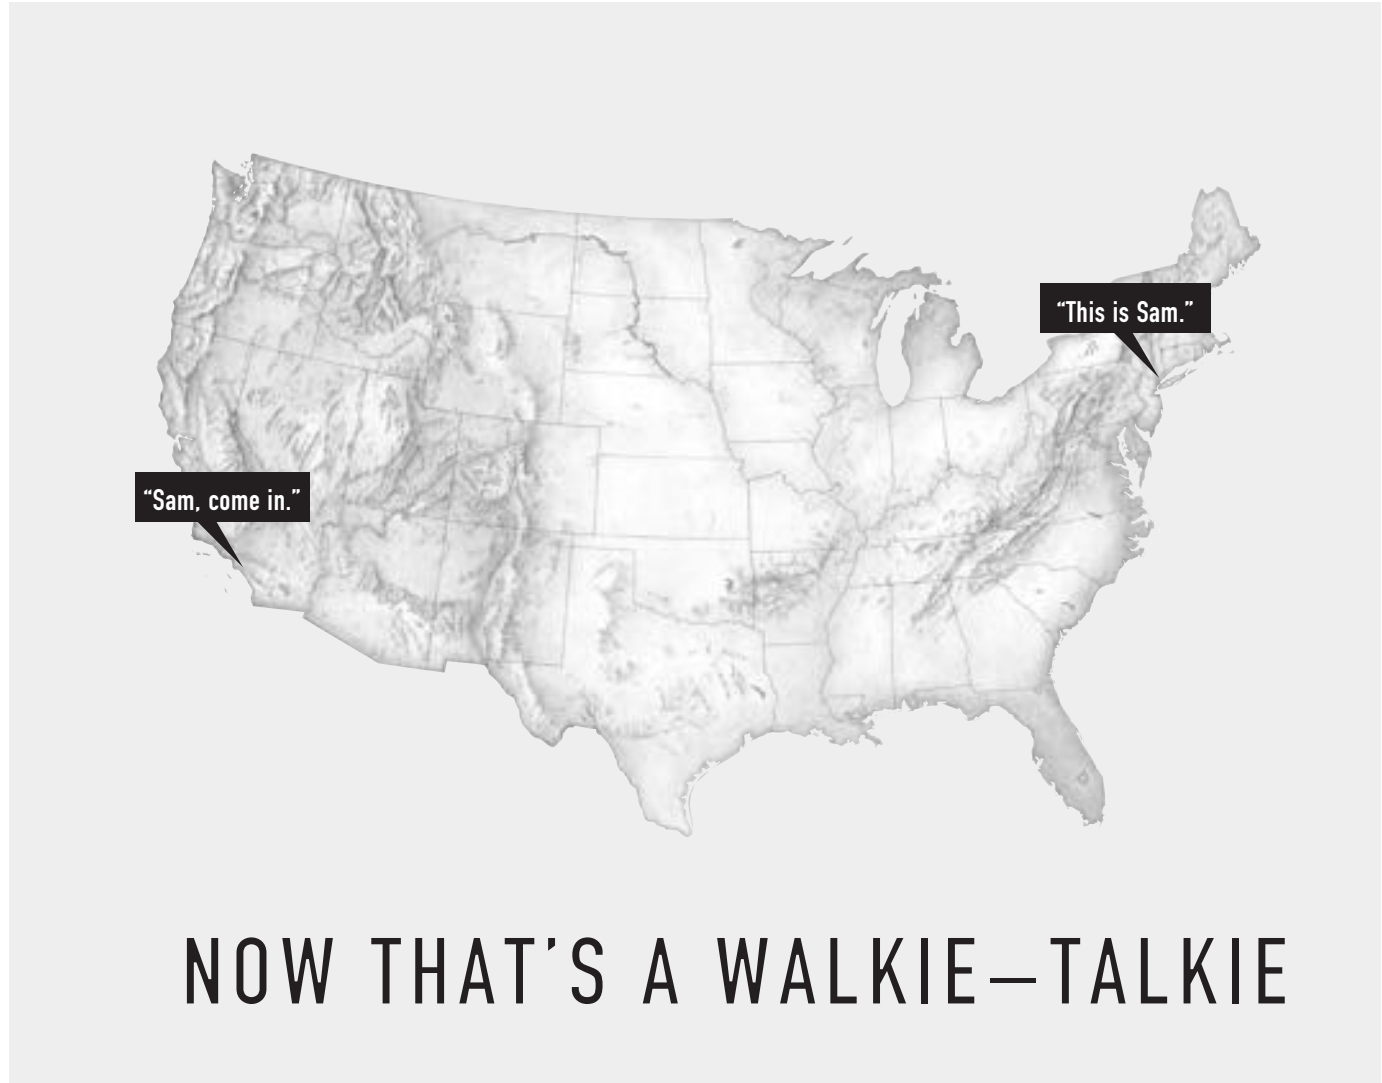 “This is Sam.”
“Sam, come in.”
NOW THAT’S A WALKIE—TALKIE